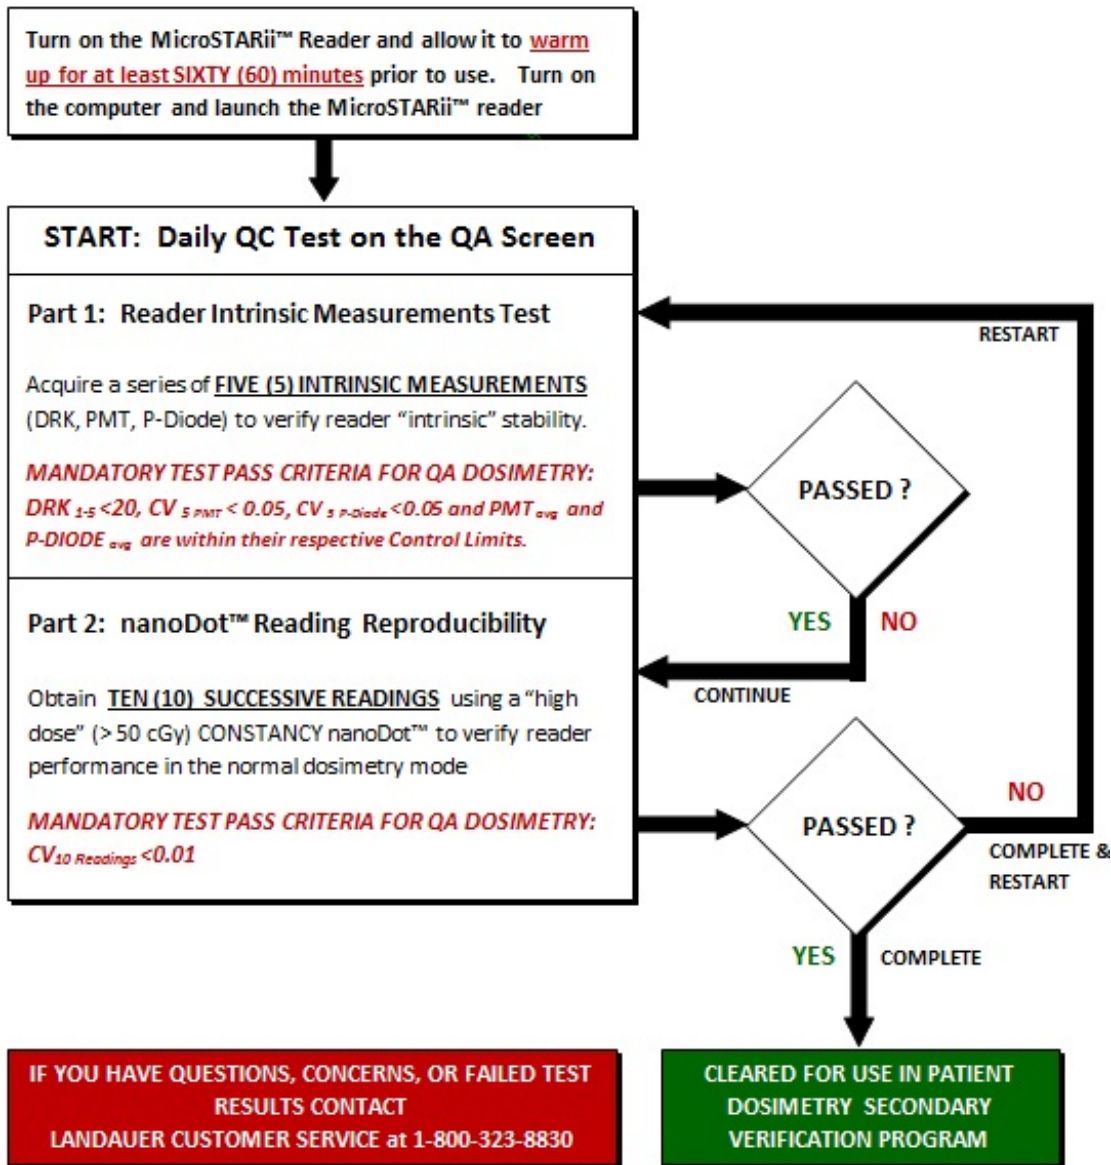 Turn on the MicroSTARii™ Reader and allow it to warm
up for at least SIXTY (60) minutes prior to use. Turn on
the computer and launch the MicroSTARii™ reader
START: Daily QC Test on the QA Screen
Part 1: Reader Intrinsic Measurements Test
Acquire a series of FIVE (5) INTRINSIC MEASUREMENTS
(DRK, PMT, P-Diode) to verify reader “intrinsic” stability.
MANDATORY TEST PASS CRITERIA FOR QA DOSIMETRY:
DRK 1-5 <20, CV 5 PMT < 0.05, CV 5 P-Diode <0.05 and PMT avg and
P-DIODE avg are within their respective Control Limits.
RESTART
PASSED ?
YES NO
CONTINUE
Part 2: nanoDot™ Reading Reproducibility
Obtain TEN (10) SUCCESSIVE READINGS using a “high
dose” (> 50 cGy) CONSTANCY nanoDot™ to verify reader
performance in the normal dosimetry mode
MANDATORY TEST PASS CRITERIA FOR QA DOSIMETRY:
CV10 Readings <0.01
PASSED ?
NO
COMPLETE &
RESTART
YES COMPLETE
IF YOU HAVE QUESTIONS, CONCERNS, OR FAILED TEST
RESULTS CONTACT
LANDAUER CUSTOMER SERVICE at 1-800-323-8830
CLEARED FOR USE IN PATIENT
DOSIMETRY SECONDARY
VERIFICATION PROGRAM